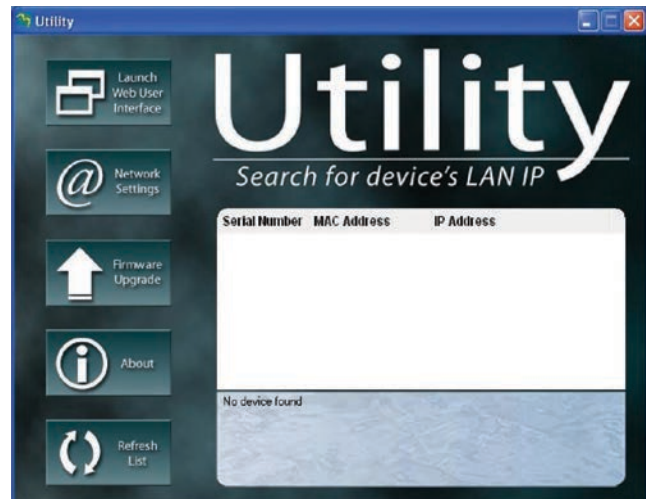 Utility
Launch
Web User
Interface
Network
Settings
Firmware
Upgrade
About
Refresh
List
Utility
Search for device's LAN IP
Serial Number MAC Address IP Address
No device found